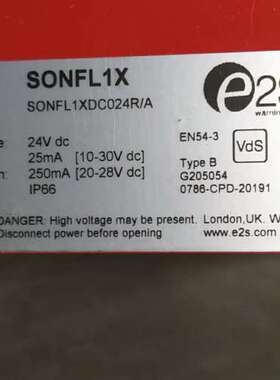 SONFL1X
SONFL1XDC024R/A
e2s
24V dc
25mA [10-30V dc]
250mA [20-28V dc]
IP66
EN54-3
VdS
Type B
G205054
0786-CPD-20191
DANGER: High voltage may be present.
Disconnect power before opening
London, UK. W
www.e2s.com